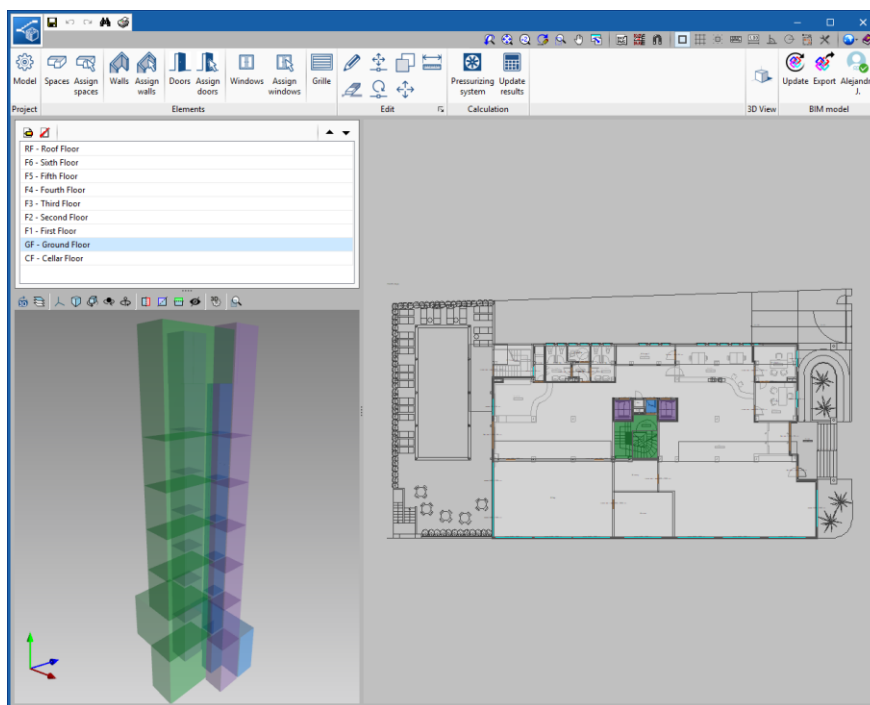 Model Spaces Assign spaces Walls Assign walls Doors Assign doors Windows Assign windows Grille Pressurizing system Update results Update Export Alejandro J.
Project Elements Edit Calculation 3D View BIM model
RF - Roof Floor
F6 - Sixth Floor
F5 - Fifth Floor
F4 - Fourth Floor
F3 - Third Floor
F2 - Second Floor
F1 - First Floor
GF - Ground Floor
CF - Cellar Floor